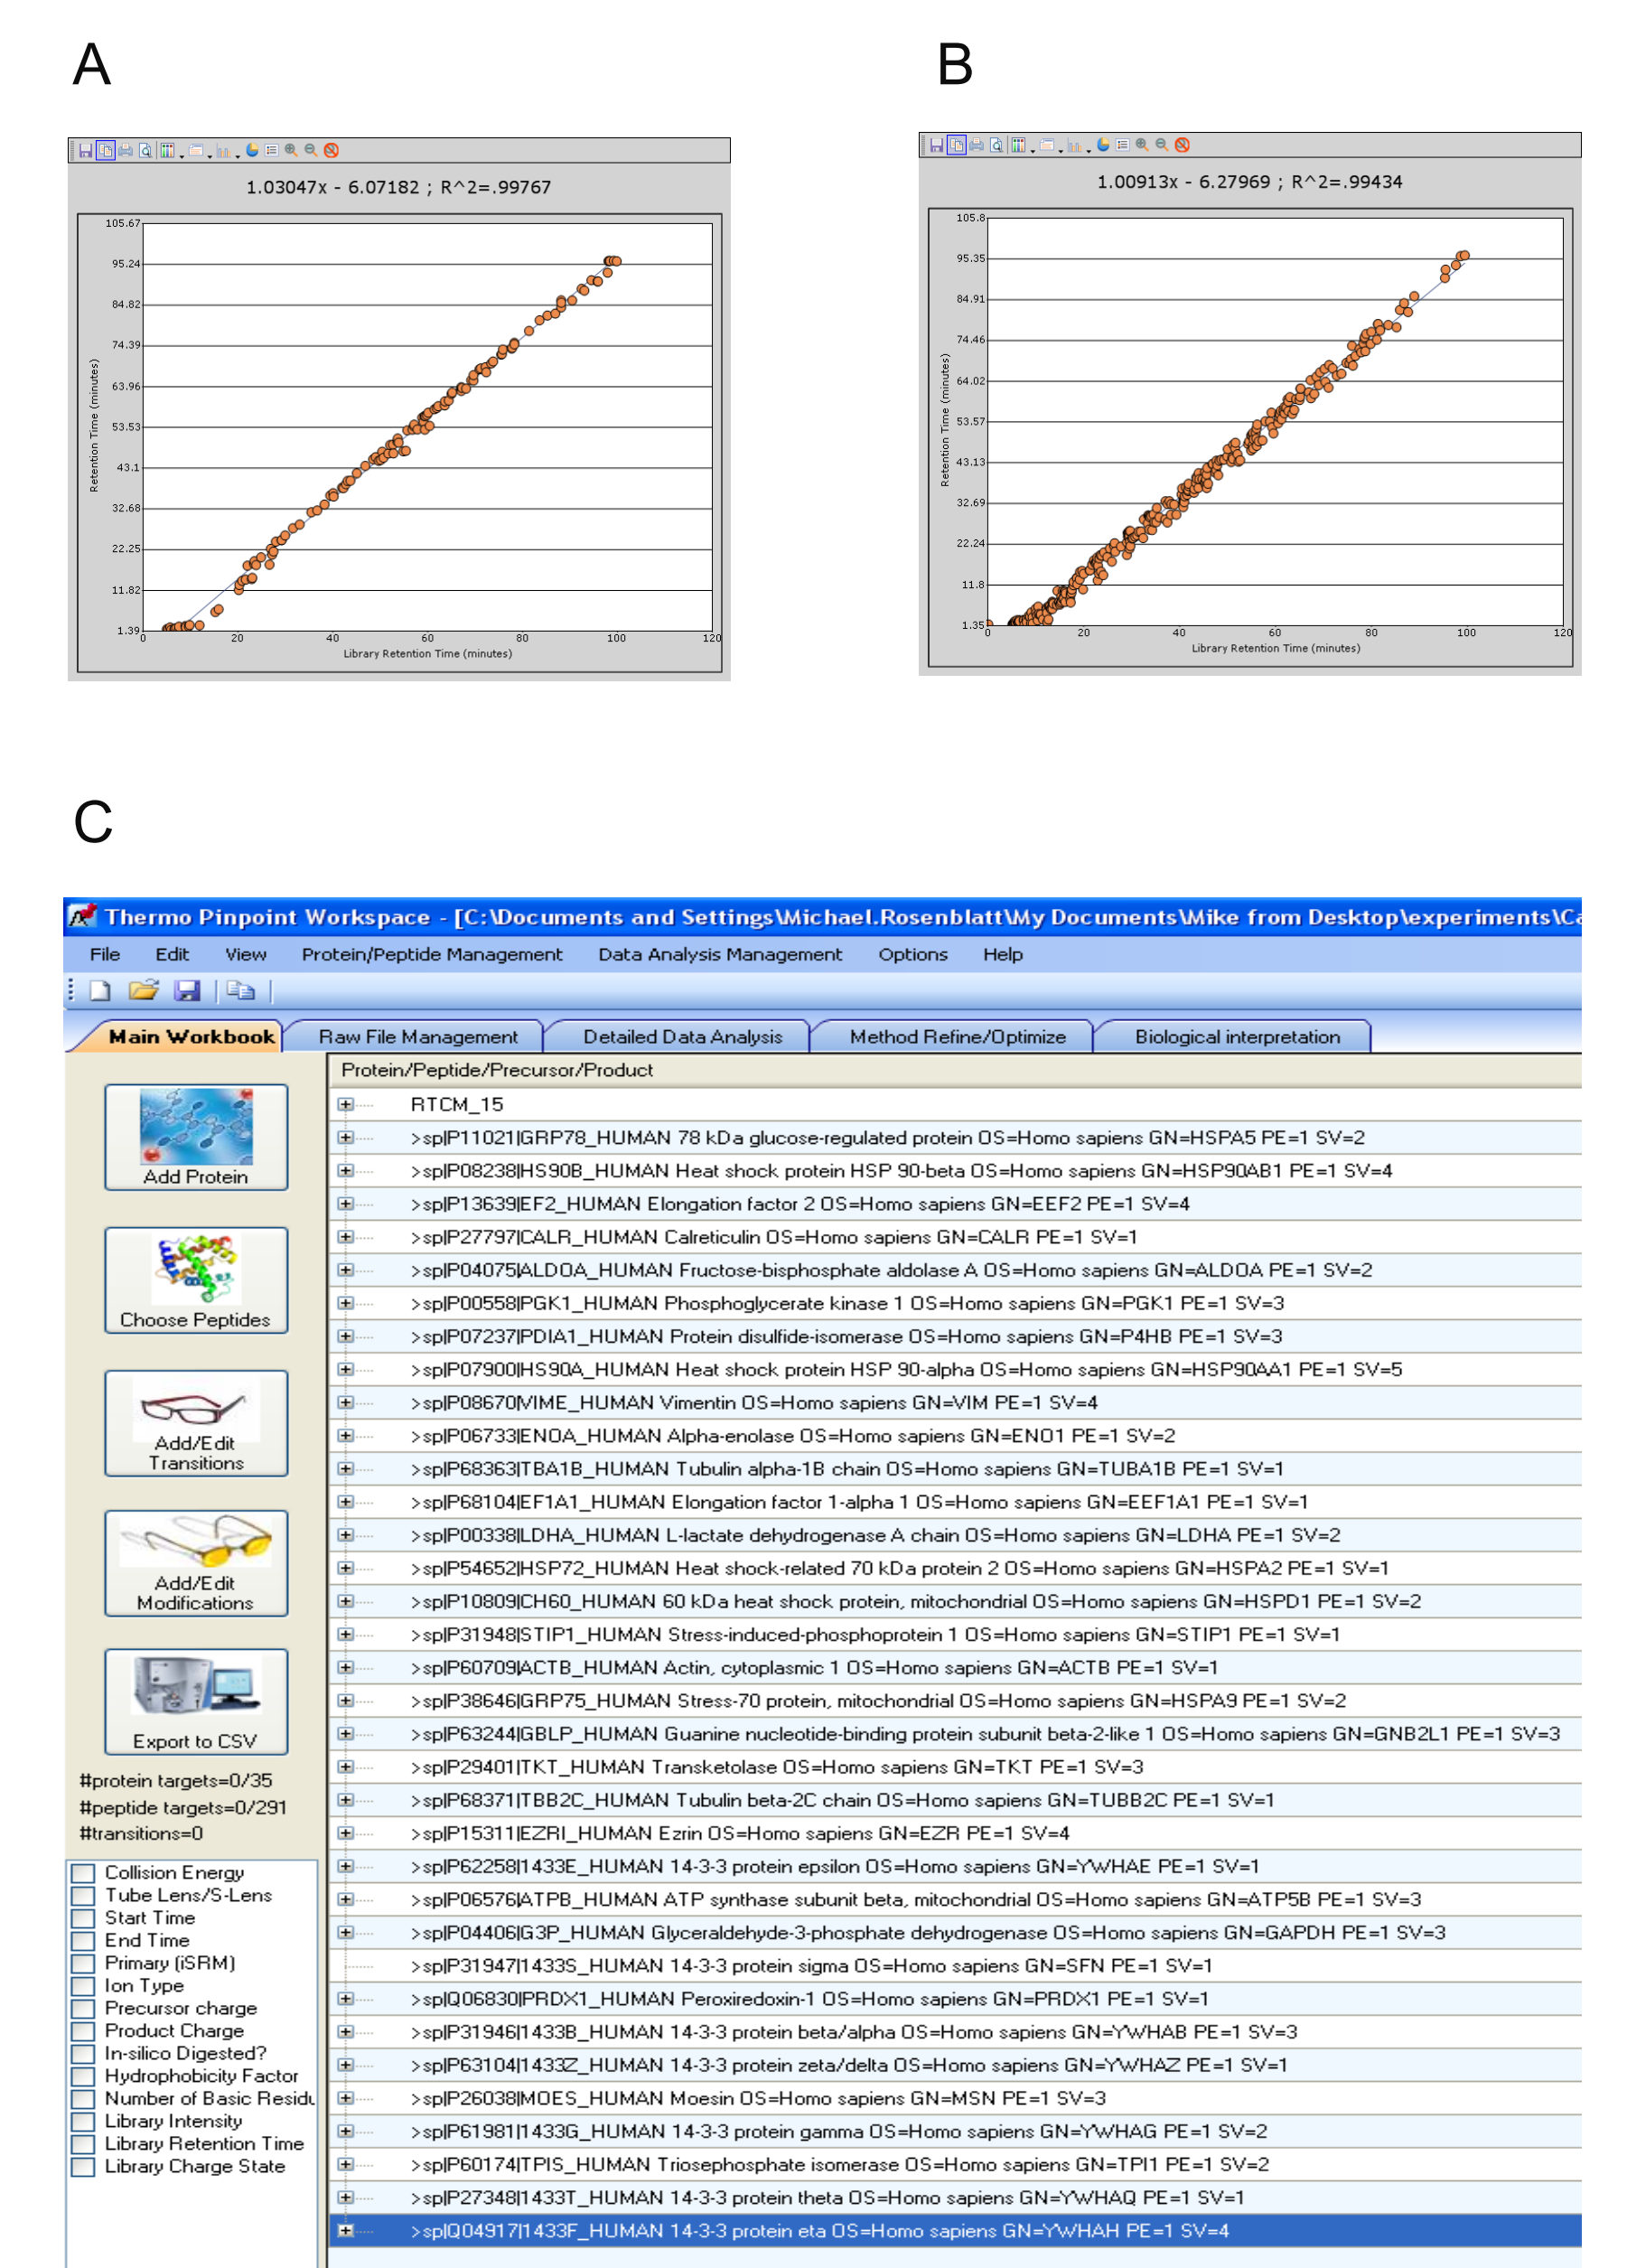 A
B
1.03047x - 6.07182 ; R^2=.99767
105.67
95.24
84.82
74.39
63.96
53.53
43.1
32.68
22.25
11.82
1.39
0 20 40 60 80 100 120
Retention Time (minutes)
Library Retention Time (minutes)
1.00913x - 6.27969 ; R^2=.99434
105.8
95.35
84.91
74.46
64.02
53.57
43.13
32.69
22.24
11.8
1.35
0 20 40 60 80 100 120
Retention Time (minutes)
Library Retention Time (minutes)
C
Thermo Pinpoint Workspace - [C:\Documents and Settings\Michael.Rosenblatt\My Documents\Mike from Desktop\experiments\Ca
File Edit View Protein/Peptide Management Data Analysis Management Options Help
Main Workbook Raw File Management Detailed Data Analysis Method Refine/Optimize Biological interpretation
Add Protein
Choose Peptides
Add/Edit
Transitions
Add/Edit
Modifications
Export to CSV
#protein targets=0/35
#peptide targets=0/291
#transitions=0
Collision Energy
Tube Lens/S-Lens
Start Time
End Time
Primary (iSRM)
Ion Type
Precursor charge
Product Charge
In-silico Digested?
Hydrophobicity Factor
Number of Basic Residu
Library Intensity
Library Retention Time
Library Charge State
Protein/Peptide/Precursor/Product
RTCM_15
>sp|P11021|GRP78_HUMAN 78 kDa glucose-regulated protein OS=Homo sapiens GN=HSPA5 PE=1 SV=2
>sp|P08238|HS90B_HUMAN Heat shock protein HSP 90-beta OS=Homo sapiens GN=HSP90AB1 PE=1 SV=4
>sp|P13639|EF2_HUMAN Elongation factor 2 OS=Homo sapiens GN=EEF2 PE=1 SV=4
>sp|P27797|CALR_HUMAN Calreticulin OS=Homo sapiens GN=CALR PE=1 SV=1
>sp|P04075|ALDOA_HUMAN Fructose-bisphosphate aldolase A OS=Homo sapiens GN=ALDOA PE=1 SV=2
>sp|P00558|PGK1_HUMAN Phosphoglycerate kinase 1 OS=Homo sapiens GN=PGK1 PE=1 SV=3
>sp|P07237|PDIA1_HUMAN Protein disulfide-isomerase OS=Homo sapiens GN=P4HB PE=1 SV=3
>sp|P07900|HS90A_HUMAN Heat shock protein HSP 90-alpha OS=Homo sapiens GN=HSP90AA1 PE=1 SV=5
>sp|P08670|VIME_HUMAN Vimentin OS=Homo sapiens GN=VIM PE=1 SV=4
>sp|P06733|ENOA_HUMAN Alpha-enolase OS=Homo sapiens GN=ENO1 PE=1 SV=2
>sp|P68363|TBA1B_HUMAN Tubulin alpha-1B chain OS=Homo sapiens GN=TUBA1B PE=1 SV=1
>sp|P68104|EF1A1_HUMAN Elongation factor 1-alpha 1 OS=Homo sapiens GN=EEF1A1 PE=1 SV=1
>sp|P00338|LDHA_HUMAN L-lactate dehydrogenase A chain OS=Homo sapiens GN=LDHA PE=1 SV=2
>sp|P54652|HSP72_HUMAN Heat shock-related 70 kDa protein 2 OS=Homo sapiens GN=HSPA2 PE=1 SV=1
>sp|P10809|CH60_HUMAN 60 kDa heat shock protein, mitochondrial OS=Homo sapiens GN=HSPD1 PE=1 SV=2
>sp|P31948|STIP1_HUMAN Stress-induced-phosphoprotein 1 OS=Homo sapiens GN=STIP1 PE=1 SV=1
>sp|P60709|ACTB_HUMAN Actin, cytoplasmic 1 OS=Homo sapiens GN=ACTB PE=1 SV=1
>sp|P38646|GRP75_HUMAN Stress-70 protein, mitochondrial OS=Homo sapiens GN=HSPA9 PE=1 SV=2
>sp|P63244|GBLP_HUMAN Guanine nucleotide-binding protein subunit beta-2-like 1 OS=Homo sapiens GN=GNB2L1 PE=1 SV=3
>sp|P29401|TKT_HUMAN Transketolase OS=Homo sapiens GN=TKT PE=1 SV=3
>sp|P68371|TBB2C_HUMAN Tubulin beta-2C chain OS=Homo sapiens GN=TUBB2C PE=1 SV=1
>sp|P15311|EZRI_HUMAN Ezrin OS=Homo sapiens GN=EZR PE=1 SV=4
>sp|P62258|1433E_HUMAN 14-3-3 protein epsilon OS=Homo sapiens GN=YWHAE PE=1 SV=1
>sp|P06576|ATPB_HUMAN ATP synthase subunit beta, mitochondrial OS=Homo sapiens GN=ATP5B PE=1 SV=3
>sp|P04406|G3P_HUMAN Glyceraldehyde-3-phosphate dehydrogenase OS=Homo sapiens GN=GAPDH PE=1 SV=3
>sp|P31947|1433S_HUMAN 14-3-3 protein sigma OS=Homo sapiens GN=SFN PE=1 SV=1
>sp|Q06830|PRDX1_HUMAN Peroxiredoxin-1 OS=Homo sapiens GN=PRDX1 PE=1 SV=1
>sp|P31946|1433B_HUMAN 14-3-3 protein beta/alpha OS=Homo sapiens GN=YWHAB PE=1 SV=3
>sp|P63104|1433Z_HUMAN 14-3-3 protein zeta/delta OS=Homo sapiens GN=YWHAZ PE=1 SV=1
>sp|P26038|MOES_HUMAN Moesin OS=Homo sapiens GN=MSN PE=1 SV=3
>sp|P61981|1433G_HUMAN 14-3-3 protein gamma OS=Homo sapiens GN=YWHAG PE=1 SV=2
>sp|P60174|TPIS_HUMAN Triosephosphate isomerase OS=Homo sapiens GN=TPI1 PE=1 SV=2
>sp|P27348|1433T_HUMAN 14-3-3 protein theta OS=Homo sapiens GN=YWHAQ PE=1 SV=1
>sp|Q04917|1433F_HUMAN 14-3-3 protein eta OS=Homo sapiens GN=YWHAH PE=1 SV=4